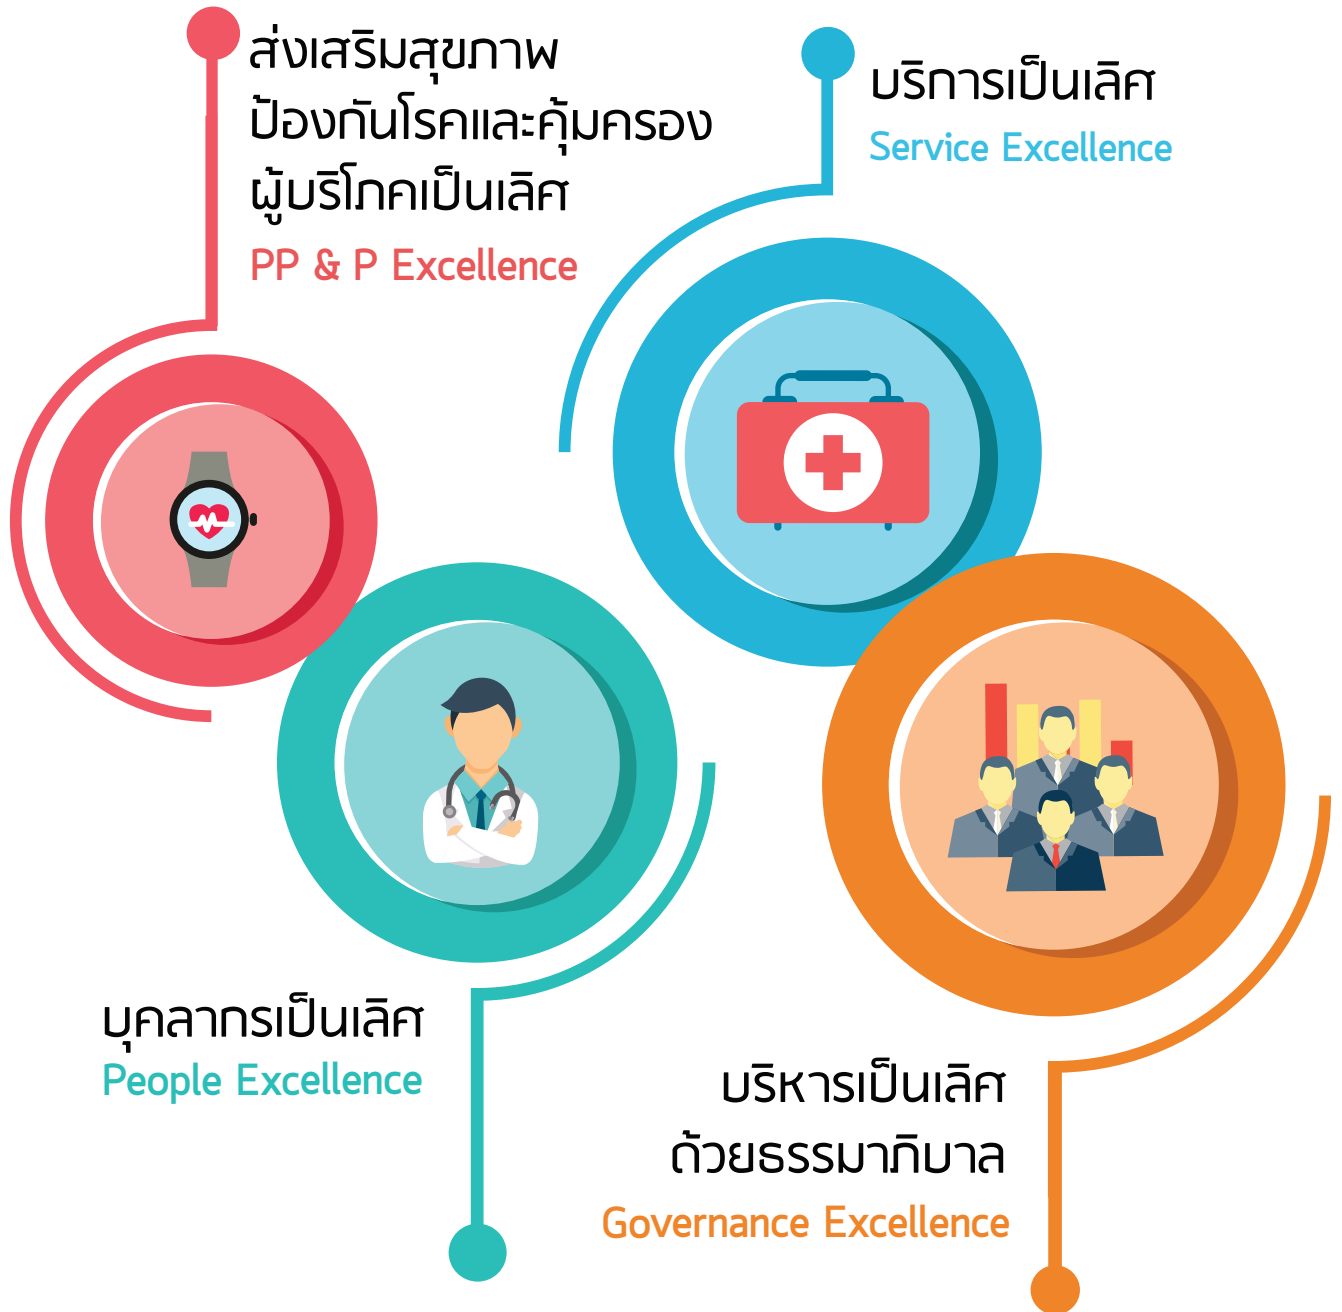 ส่งเสริมสุขภาพ
ป้องกันโรคและคุ้มครอง
ผู้บริโภคเป็นเลิศ
PP & P Excellence
บริการเป็นเลิศ
Service Excellence
บุคลากรเป็นเลิศ
People Excellence
บริหารเป็นเลิศ
ด้วยธรรมาภิบาล
Governance Excellence